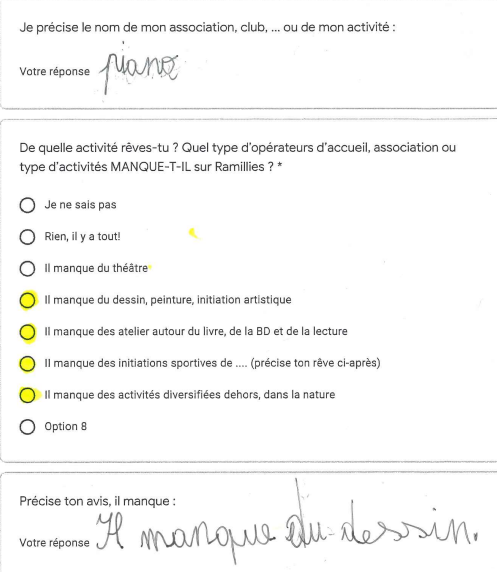 Je précise le nom de mon association, club, ... ou de mon activité :
Votre réponse piano
De quelle activité rêves-tu ? Quel type d'opérateurs d'accueil, association ou
type d'activités MANQUE-T-IL sur Ramillies ? *
Je ne sais pas
Rien, il y a tout!
Il manque du théâtre
Il manque du dessin, peinture, initiation artistique
Il manque des atelier autour du livre, de la BD et de la lecture
Il manque des initiations sportives de .... (précise ton rêve ci-après)
Il manque des activités diversifiées dehors, dans la nature
Option 8
Précise ton avis, il manque :
Votre réponse Il manque du dessin.